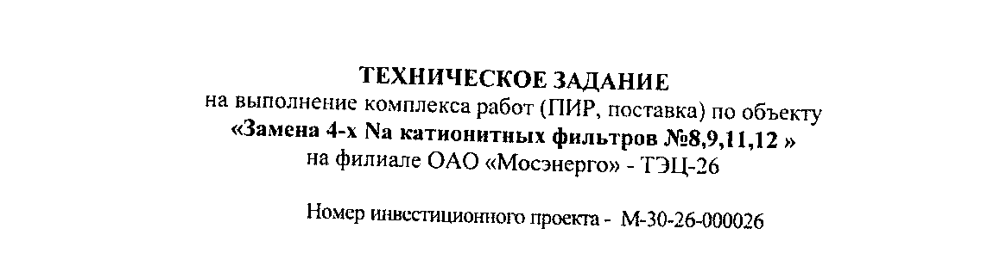 ТЕХНИЧЕСКОЕ ЗАДАНИЕ
на выполнение комплекса работ (ПИР, поставка) по объекту
«Замена 4-х Na катионитных фильтров №8,9,11,12 »
на филиале ОАО «Мосэнерго» - ТЭЦ-26
Номер инвестиционного проекта - М-30-26-000026